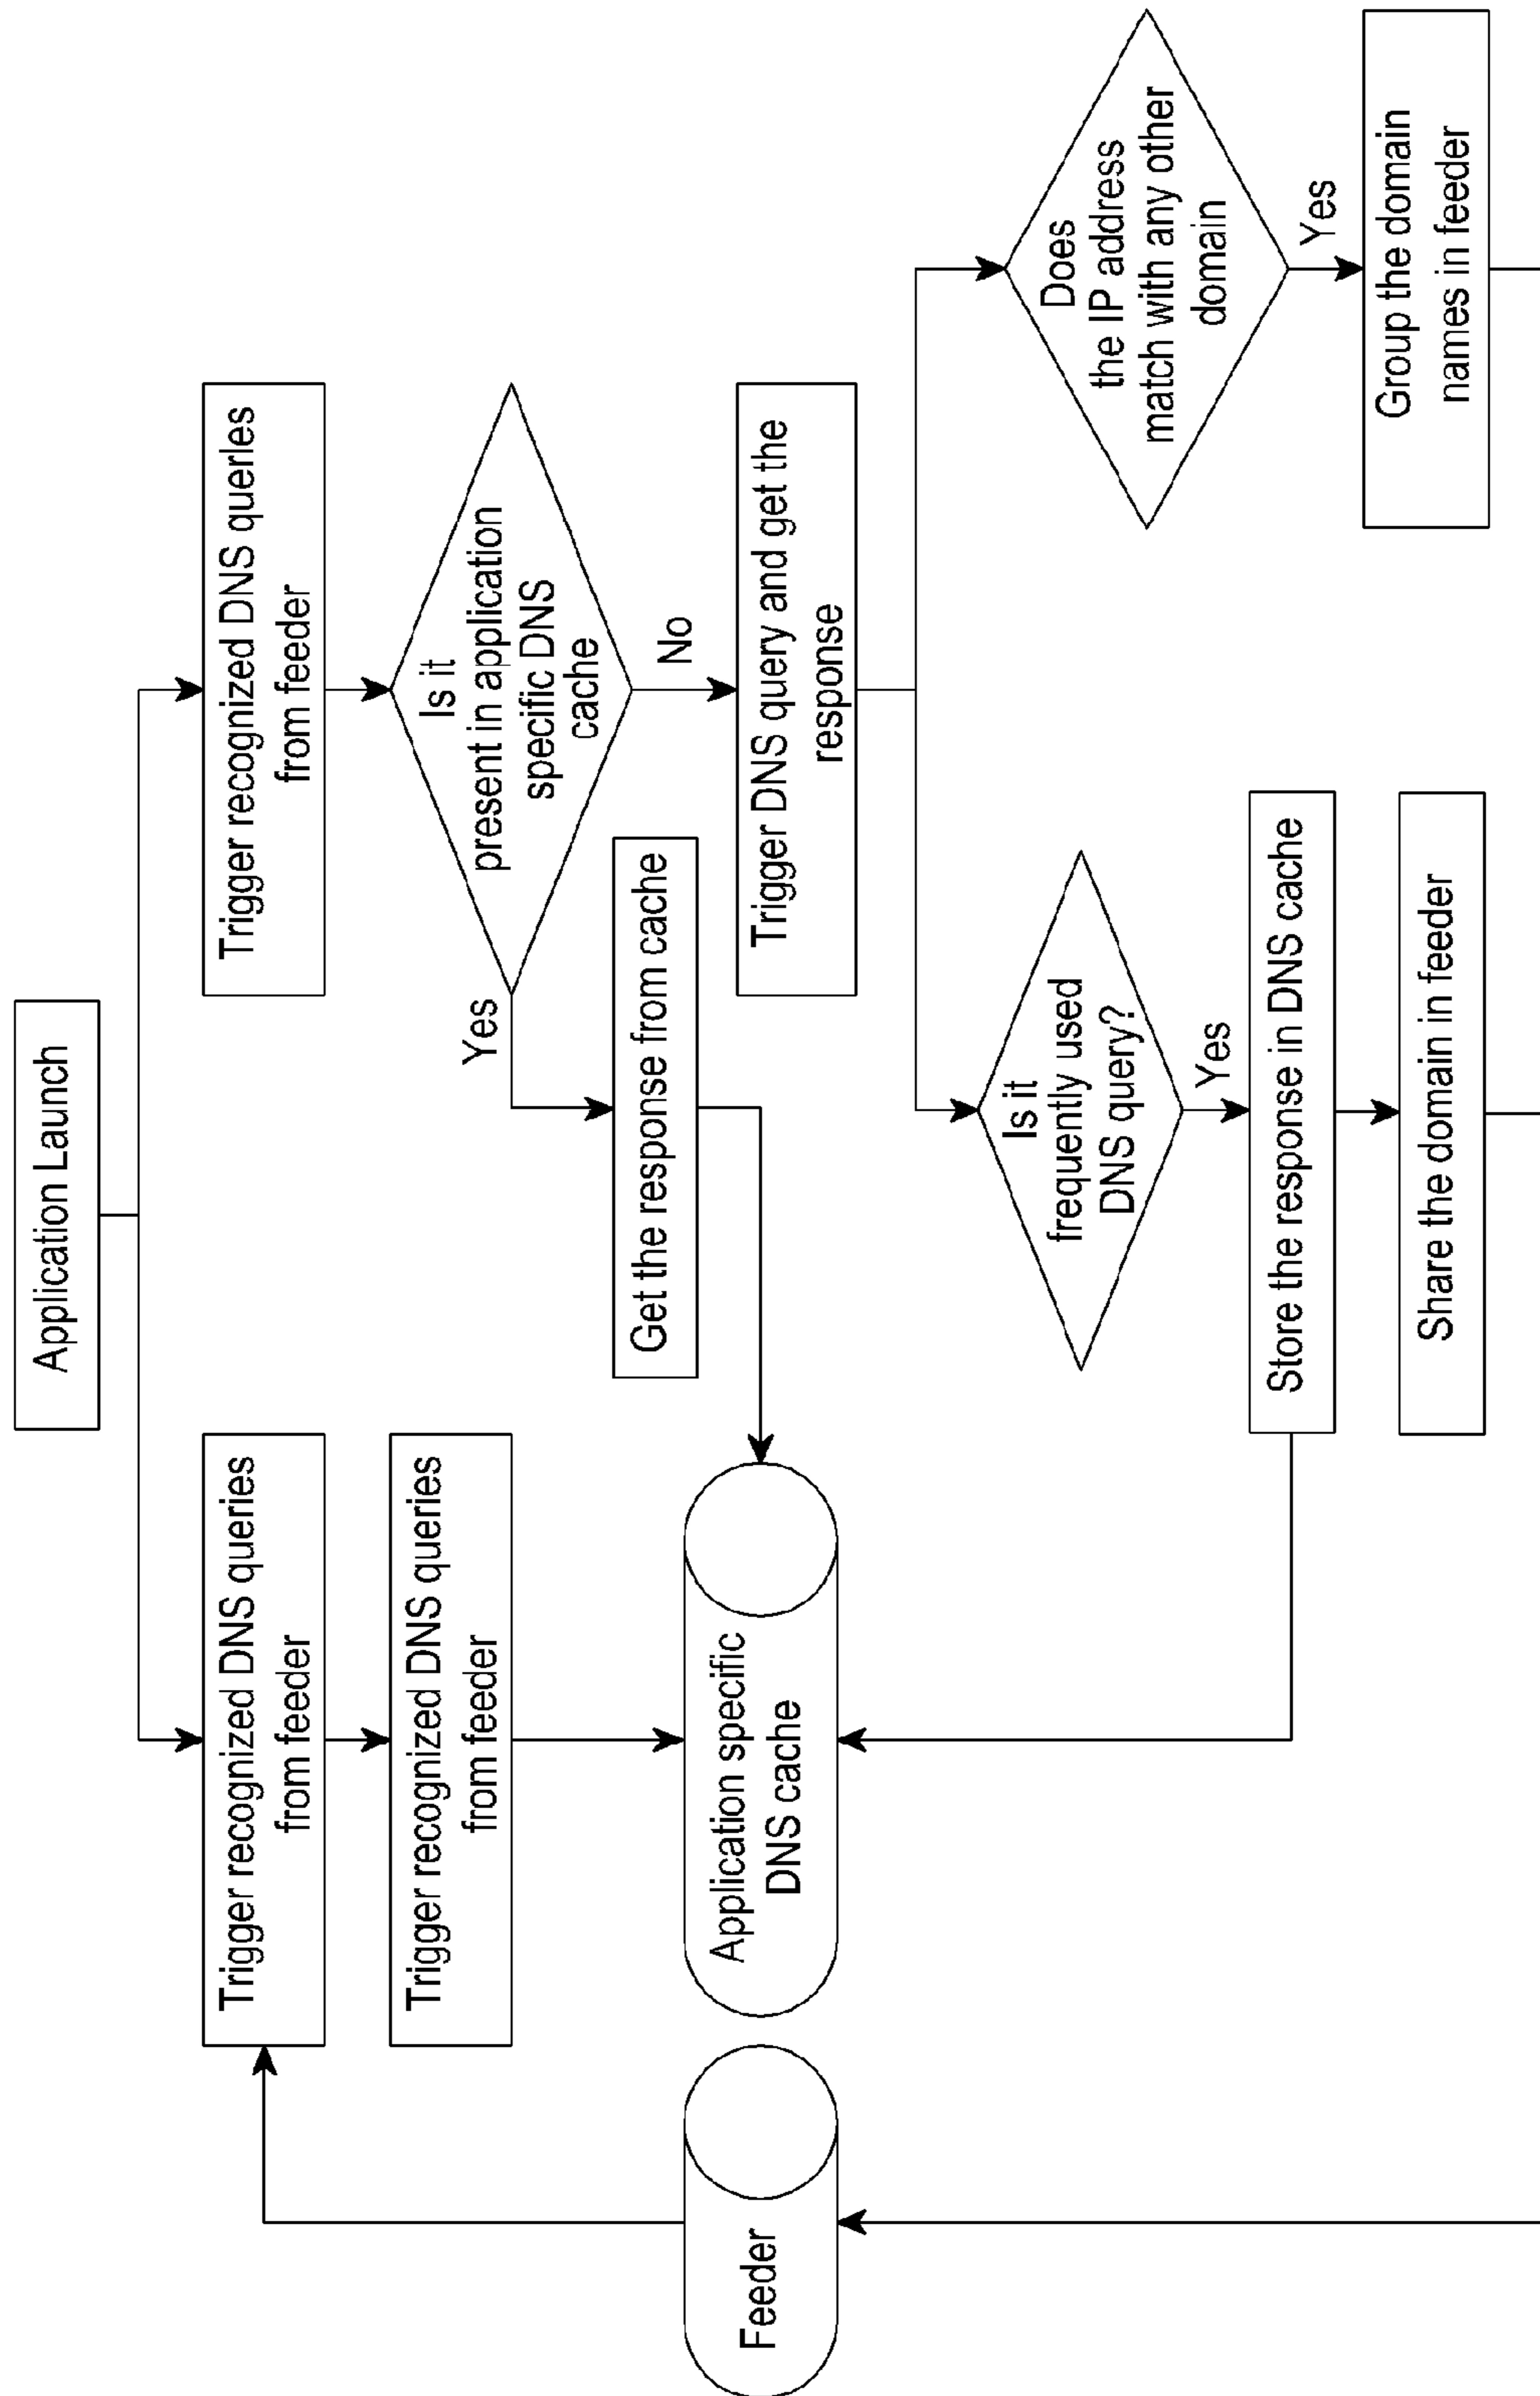 Application Launch
Trigger recognized DNS queries
from feeder
Trigger recognized DNS querles
from feeder
Trigger recognized DNS queries
from feeder
Is it
present in application
specific DNS
cache
Yes
No
Get the response from cache
Trigger DNS query and get the
response
Feeder
Application specific
DNS cache
Is it
frequently used
DNS query?
Yes
Does
the IP address
match with any other
domain
Yes
Store the response in DNS cache
Group the domain
names in feeder
Share the domain in feeder